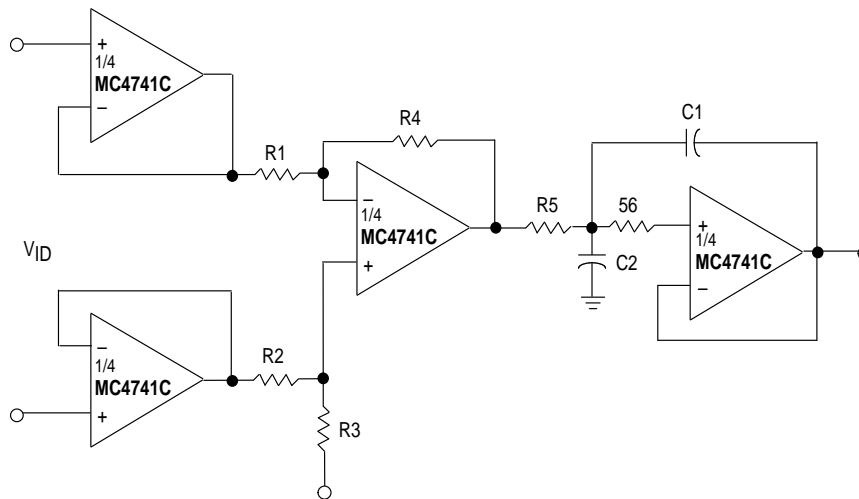 +
1/4
MC4741C
−
R1
R4
−
1/4
MC4741C
+
R5
C1
56
C2
+
1/4
MC4741C
−
VID
−
1/4
MC4741C
+
R2
R3